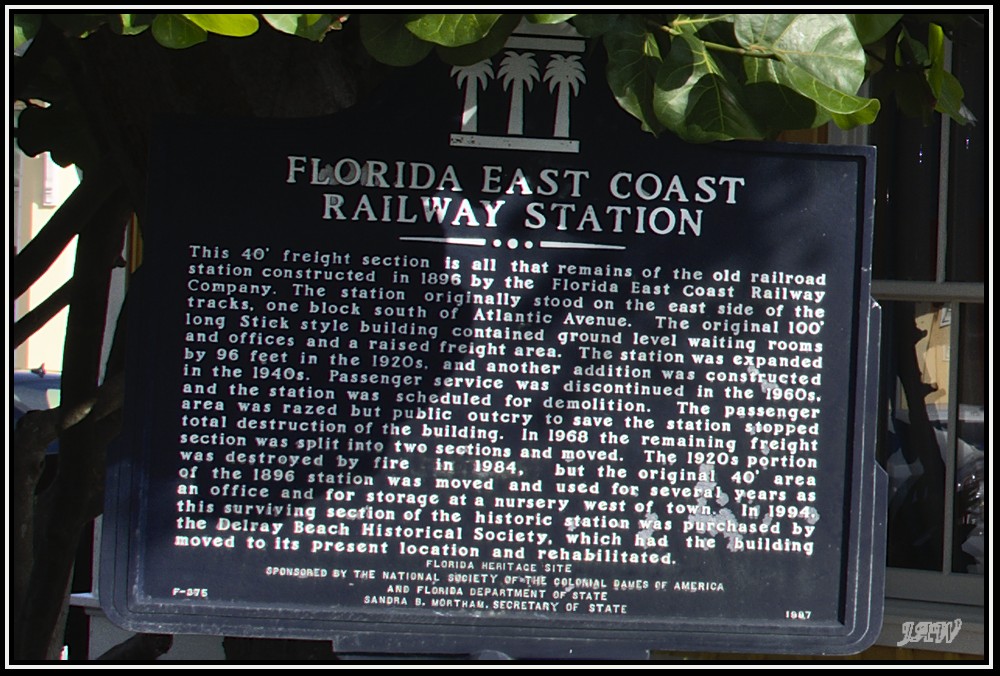 FLORIDA EAST COAST
RAILWAY STATION
This 40' freight section is all that remains of the old railroad
station constructed in 1896 by the Florida East Coast Railway
Company. The station originally stood on the east side of the
tracks, one block south of Atlantic Avenue. The original 100'
long Stick style building contained ground level waiting rooms
and offices and a raised freight area. The station was expanded
by 96 feet in the 1920s, and another addition was constructed
in the 1940s. Passenger service was discontinued in the 1960s,
and the station was scheduled for demolition. The passenger
area was razed but public outcry to save the station stopped
total destruction of the building. In 1968 the remaining freight
section was split into two sections and moved. The 1920s portion
was destroyed by fire in 1984, but the original 40' area
of the 1896 station was moved and used for several years as
an office and for storage at a nursery west of town. In 1994,
this surviving section of the historic station was purchased by
the Delray Beach Historical Society, which had the building
moved to its present location and rehabilitated.
FLORIDA HERITAGE SITE
SPONSORED BY THE NATIONAL SOCIETY OF THE COLONIAL DAMES OF AMERICA
AND FLORIDA DEPARTMENT OF STATE
SANDRA B. MORTHAM, SECRETARY OF STATE
F-375 1997
JAW